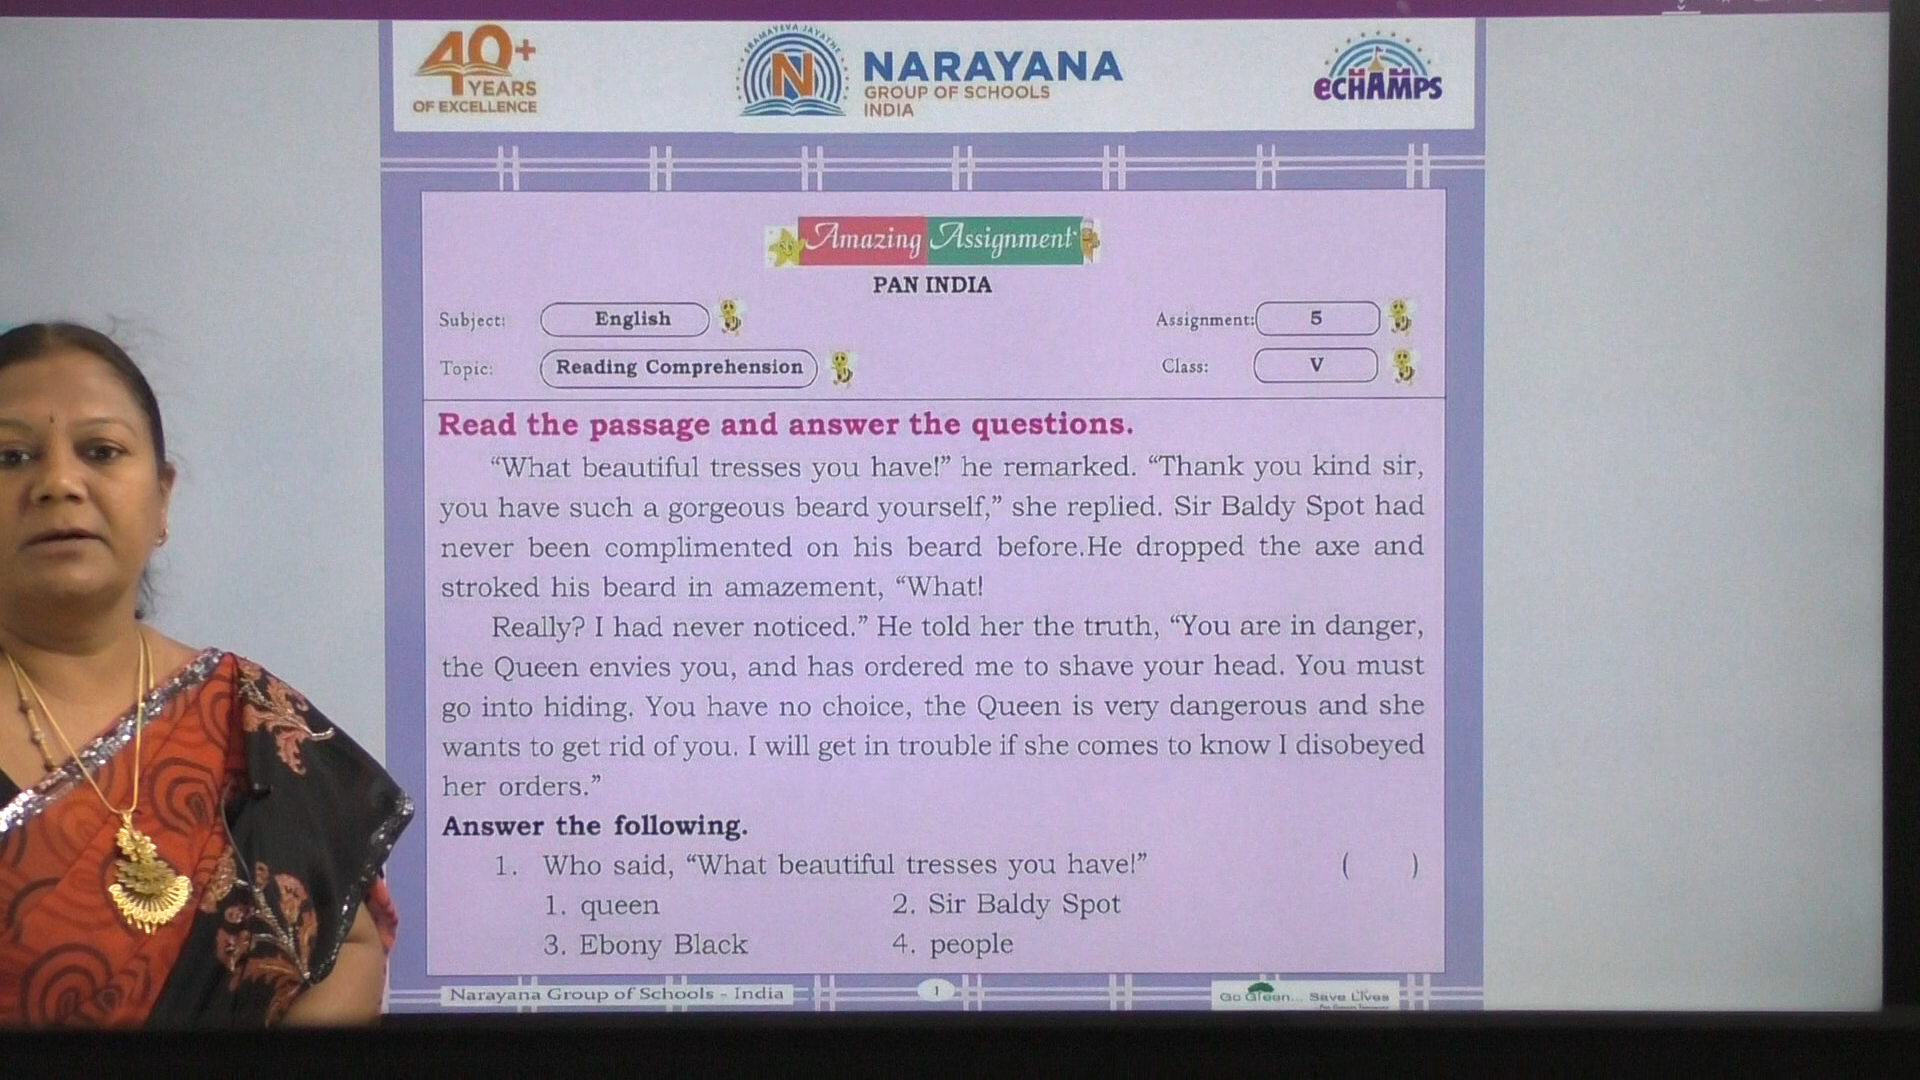 40+
YEARS
OF EXCELLENCE
SRAMAYEVA JAYATHE
N
NARAYANA
GROUP OF SCHOOLS
INDIA
eCHAMPS
Amazing Assignment
PAN INDIA
Subject: English
Assignment: 5
Topic: Reading Comprehension
Class: V
Read the passage and answer the questions.
“What beautiful tresses you have!” he remarked. “Thank you kind sir,
you have such a gorgeous beard yourself,” she replied. Sir Baldy Spot had
never been complimented on his beard before.He dropped the axe and
stroked his beard in amazement, “What!
Really? I had never noticed.” He told her the truth, “You are in danger,
the Queen envies you, and has ordered me to shave your head. You must
go into hiding. You have no choice, the Queen is very dangerous and she
wants to get rid of you. I will get in trouble if she comes to know I disobeyed
her orders.”
Answer the following.
1. Who said, “What beautiful tresses you have!” ( )
1. queen 2. Sir Baldy Spot
3. Ebony Black 4. people
Narayana Group of Schools - India
1
Go Green... Save Lives